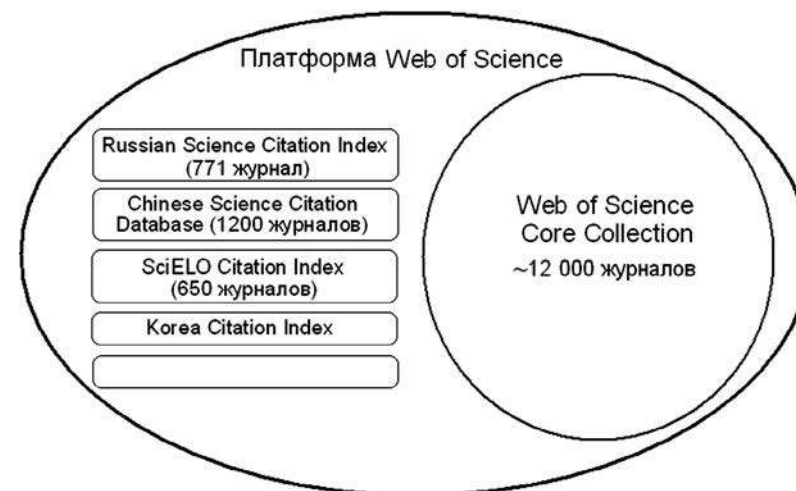 Платформа Web of Science
Russian Science Citation Index
(771 журнал)
Chinese Science Citation
Database (1200 журналов)
SciELO Citation Index
(650 журналов)
Korea Citation Index
Web of Science
Core Collection
~12 000 журналов